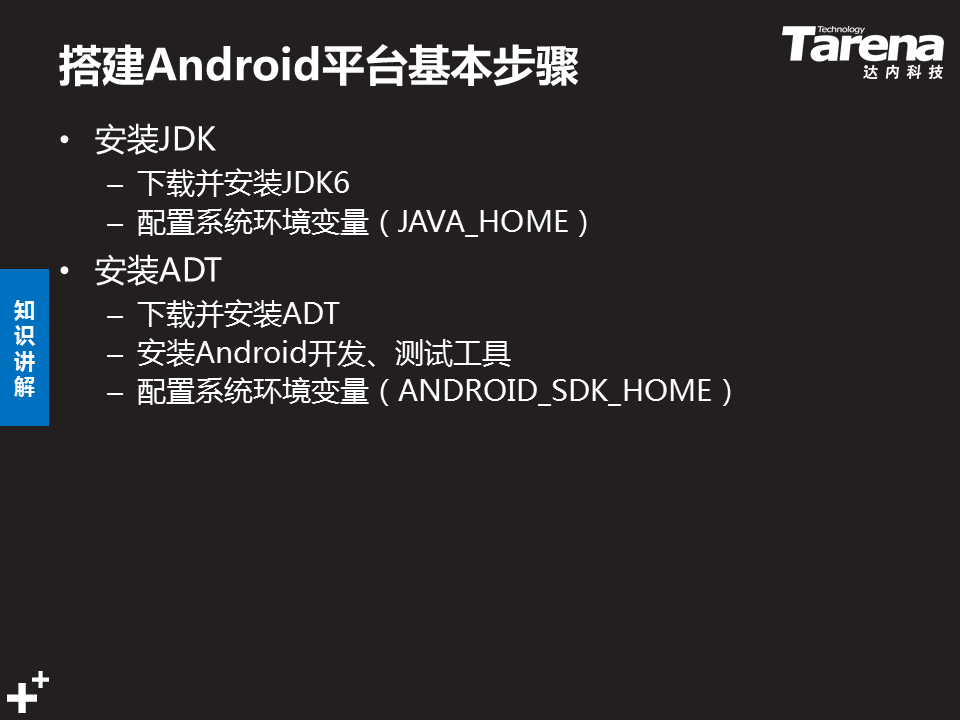 搭建Android平台基本步骤
Technology
Tarena
达内科技
• 安装JDK
– 下载并安装JDK6
– 配置系统环境变量（JAVA_HOME）
• 安装ADT
– 下载并安装ADT
– 安装Android开发、测试工具
– 配置系统环境变量（ANDROID_SDK_HOME）
知
识
讲
解